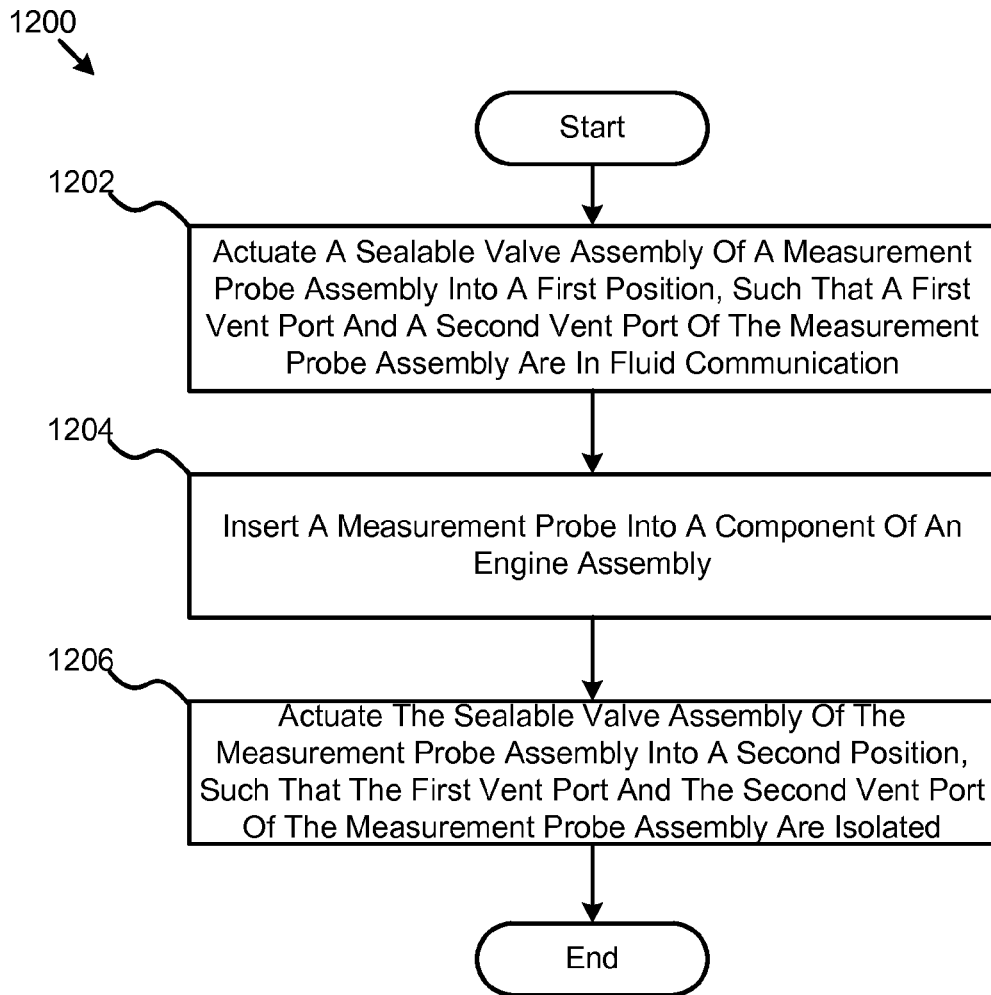 1200
Start
1202
Actuate A Sealable Valve Assembly Of A Measurement
Probe Assembly Into A First Position, Such That A First
Vent Port And A Second Vent Port Of The Measurement
Probe Assembly Are In Fluid Communication
1204
Insert A Measurement Probe Into A Component Of An
Engine Assembly
1206
Actuate The Sealable Valve Assembly Of The
Measurement Probe Assembly Into A Second Position,
Such That The First Vent Port And The Second Vent Port
Of The Measurement Probe Assembly Are Isolated
End